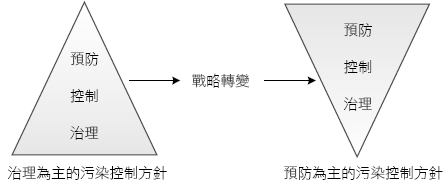 預防
控制
治理
治理為主的污染控制方針
戰略轉變
預防
控制
治理
預防為主的污染控制方針